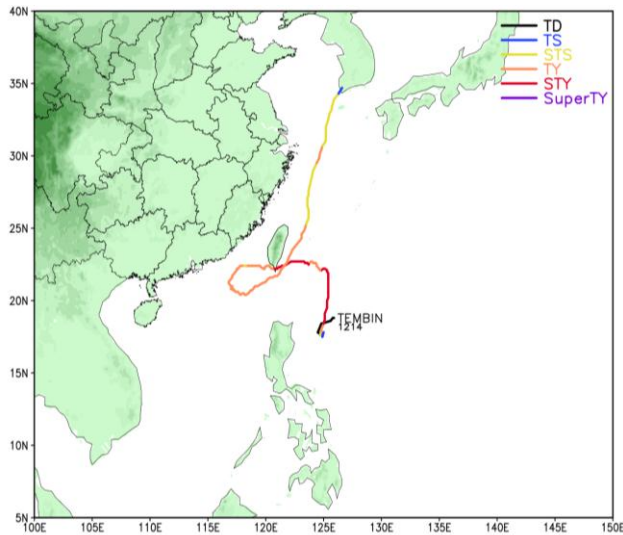 40N
TD
TS
STS
TY
STY
SuperTY
35N
30N
25N
20N
TEMBIN
1214
15N
10N
5N
100E 105E 110E 115E 120E 125E 130E 135E 140E 145E 150E